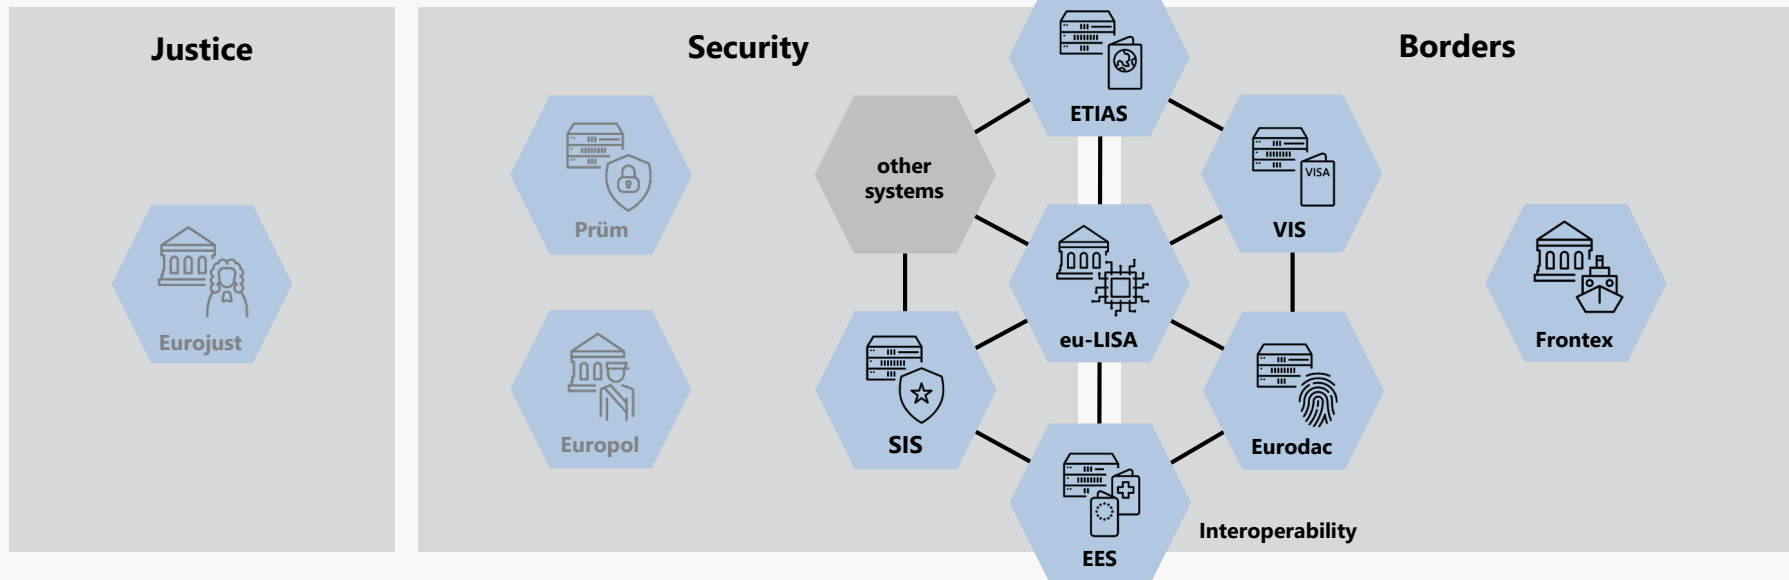 Justice
Security
Borders
ETIAS
other
systems
VISA
VIS
Prüm
Eurojust
eu-LISA
Frontex
Europol
SIS
Eurodac
Interoperability
EES